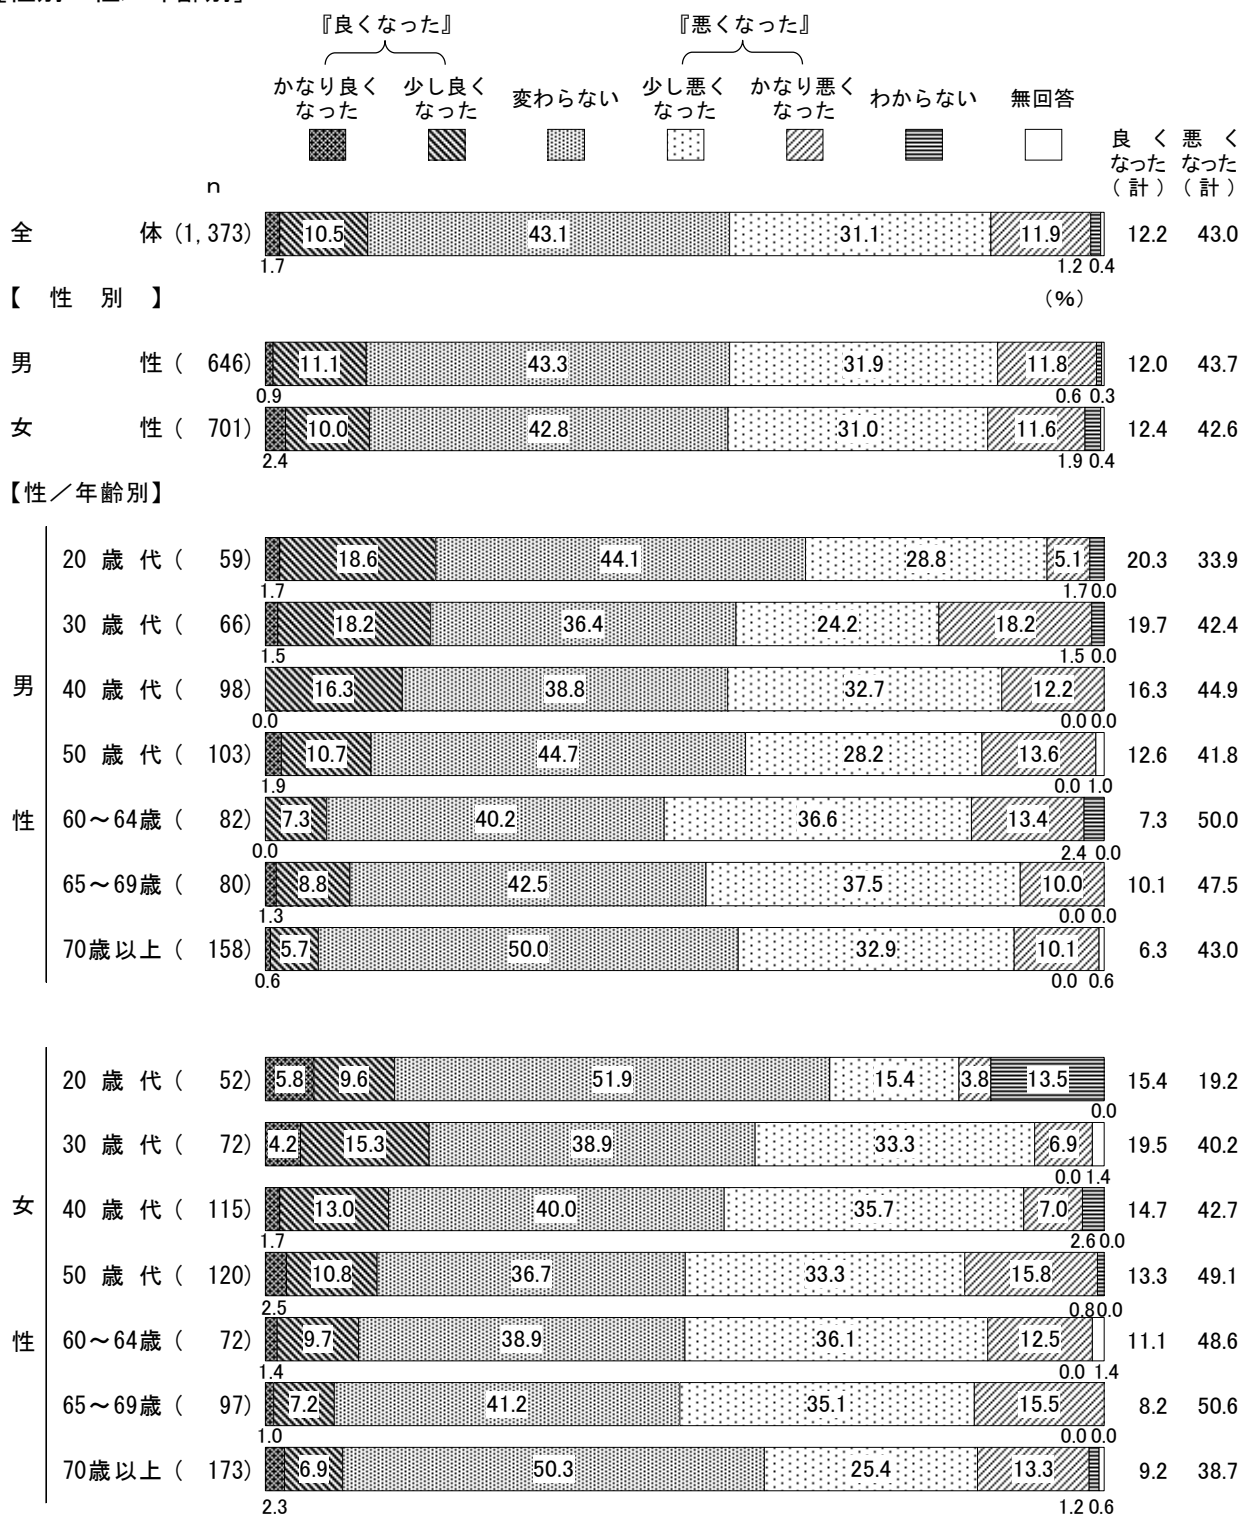 『良くなった』 『悪くなった』
かなり良く 少し良く 変わらない 少し悪く かなり悪く わからない 無回答
なった なった なった なった
良 く 悪 く
なった なった
(計) (計)
n
全 体 (1,373) 10.5 43.1 31.1 11.9 12.2 43.0
1.7 1.2 0.4
【 性 別 】 (%)
男 性 ( 646) 11.1 43.3 31.9 11.8 12.0 43.7
0.9 0.6 0.3
女 性 ( 701) 10.0 42.8 31.0 11.6 12.4 42.6
2.4 1.9 0.4
【性/年齢別】
男性
20 歳 代 ( 59) 18.6 44.1 28.8 5.1 20.3 33.9
1.7 1.7 0.0
30 歳 代 ( 66) 18.2 36.4 24.2 18.2 19.7 42.4
1.5 1.5 0.0
40 歳 代 ( 98) 16.3 38.8 32.7 12.2 16.3 44.9
0.0 0.0 0.0
50 歳 代 ( 103) 10.7 44.7 28.2 13.6 12.6 41.8
1.9 0.0 1.0
60~64歳 ( 82) 7.3 40.2 36.6 13.4 7.3 50.0
0.0 2.4 0.0
65~69歳 ( 80) 8.8 42.5 37.5 10.0 10.1 47.5
1.3 0.0 0.0
70歳以上 ( 158) 5.7 50.0 32.9 10.1 6.3 43.0
0.6 0.0 0.6
女性
20 歳 代 ( 52) 5.8 9.6 51.9 15.4 3.8 13.5 15.4 19.2
0.0
30 歳 代 ( 72) 4.2 15.3 38.9 33.3 6.9 19.5 40.2
0.0 1.4
40 歳 代 ( 115) 13.0 40.0 35.7 7.0 14.7 42.7
1.7 2.6 0.0
50 歳 代 ( 120) 10.8 36.7 33.3 15.8 13.3 49.1
2.5 0.8 0.0
60~64歳 ( 72) 9.7 38.9 36.1 12.5 11.1 48.6
1.4 0.0 1.4
65~69歳 ( 97) 7.2 41.2 35.1 15.5 8.2 50.6
1.0 0.0 0.0
70歳以上 ( 173) 6.9 50.3 25.4 13.3 9.2 38.7
2.3 1.2 0.6